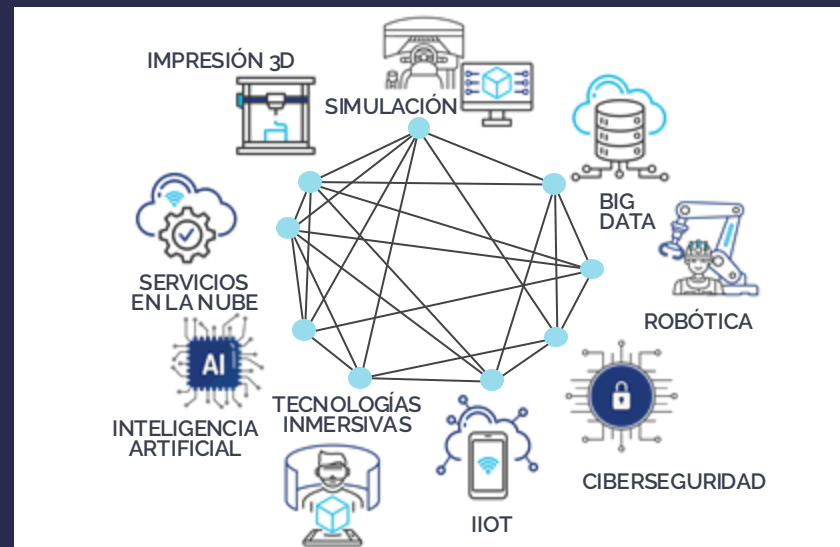 IMPRESIÓN 3D
SIMULACIÓN
BIG
DATA
SERVICIOS
EN LA NUBE
ROBÓTICA
AI
INTELIGENCIA
ARTIFICIAL
TECNOLOGÍAS
INMERSIVAS
CIBERSEGURIDAD
IIOT